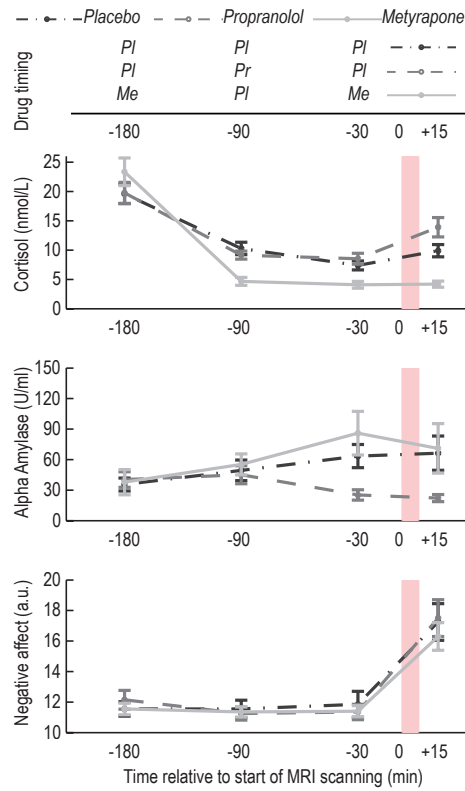 Placebo Propranolol Metyrapone
Drug timing
Pl Pl Pl
Pl Pr Pl
Me Pl Me
-180 -90 -30 0 +15
Cortisol (nmol/L)
25
20
15
10
5
0
-180 -90 -30 0 +15
Alpha Amylase (U/ml)
150
120
90
60
30
0
-180 -90 -30 0 +15
Negative affect (a.u.)
20
18
16
14
12
10
-180 -90 -30 0 +15
Time relative to start of MRI scanning (min)